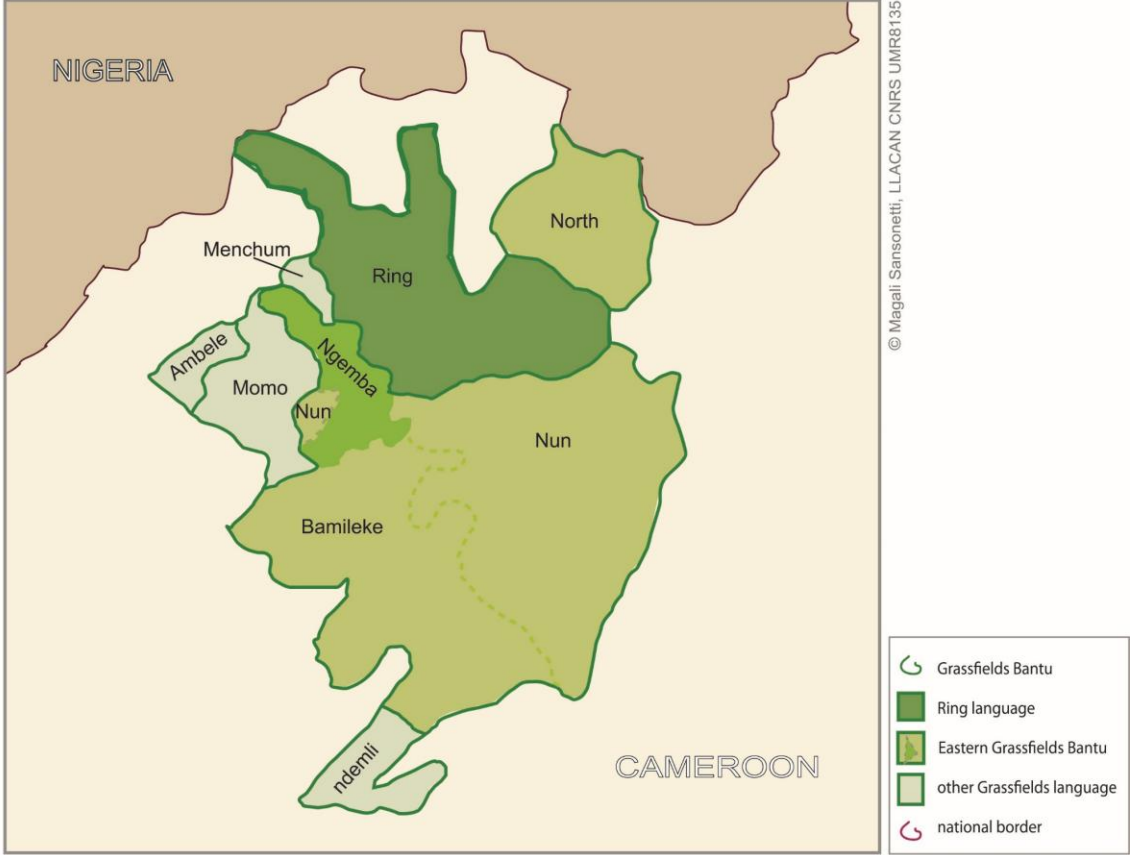 NIGERIA
North
Menchum
Ring
Ambele
Ngemba
Momo
Nun
Nun
Bamileke
ndemli
CAMEROON
© Magali Sansonetti, LLACAN CNRS UMR8135
Grassfields Bantu
Ring language
Eastern Grassfields Bantu
other Grassfields language
national border